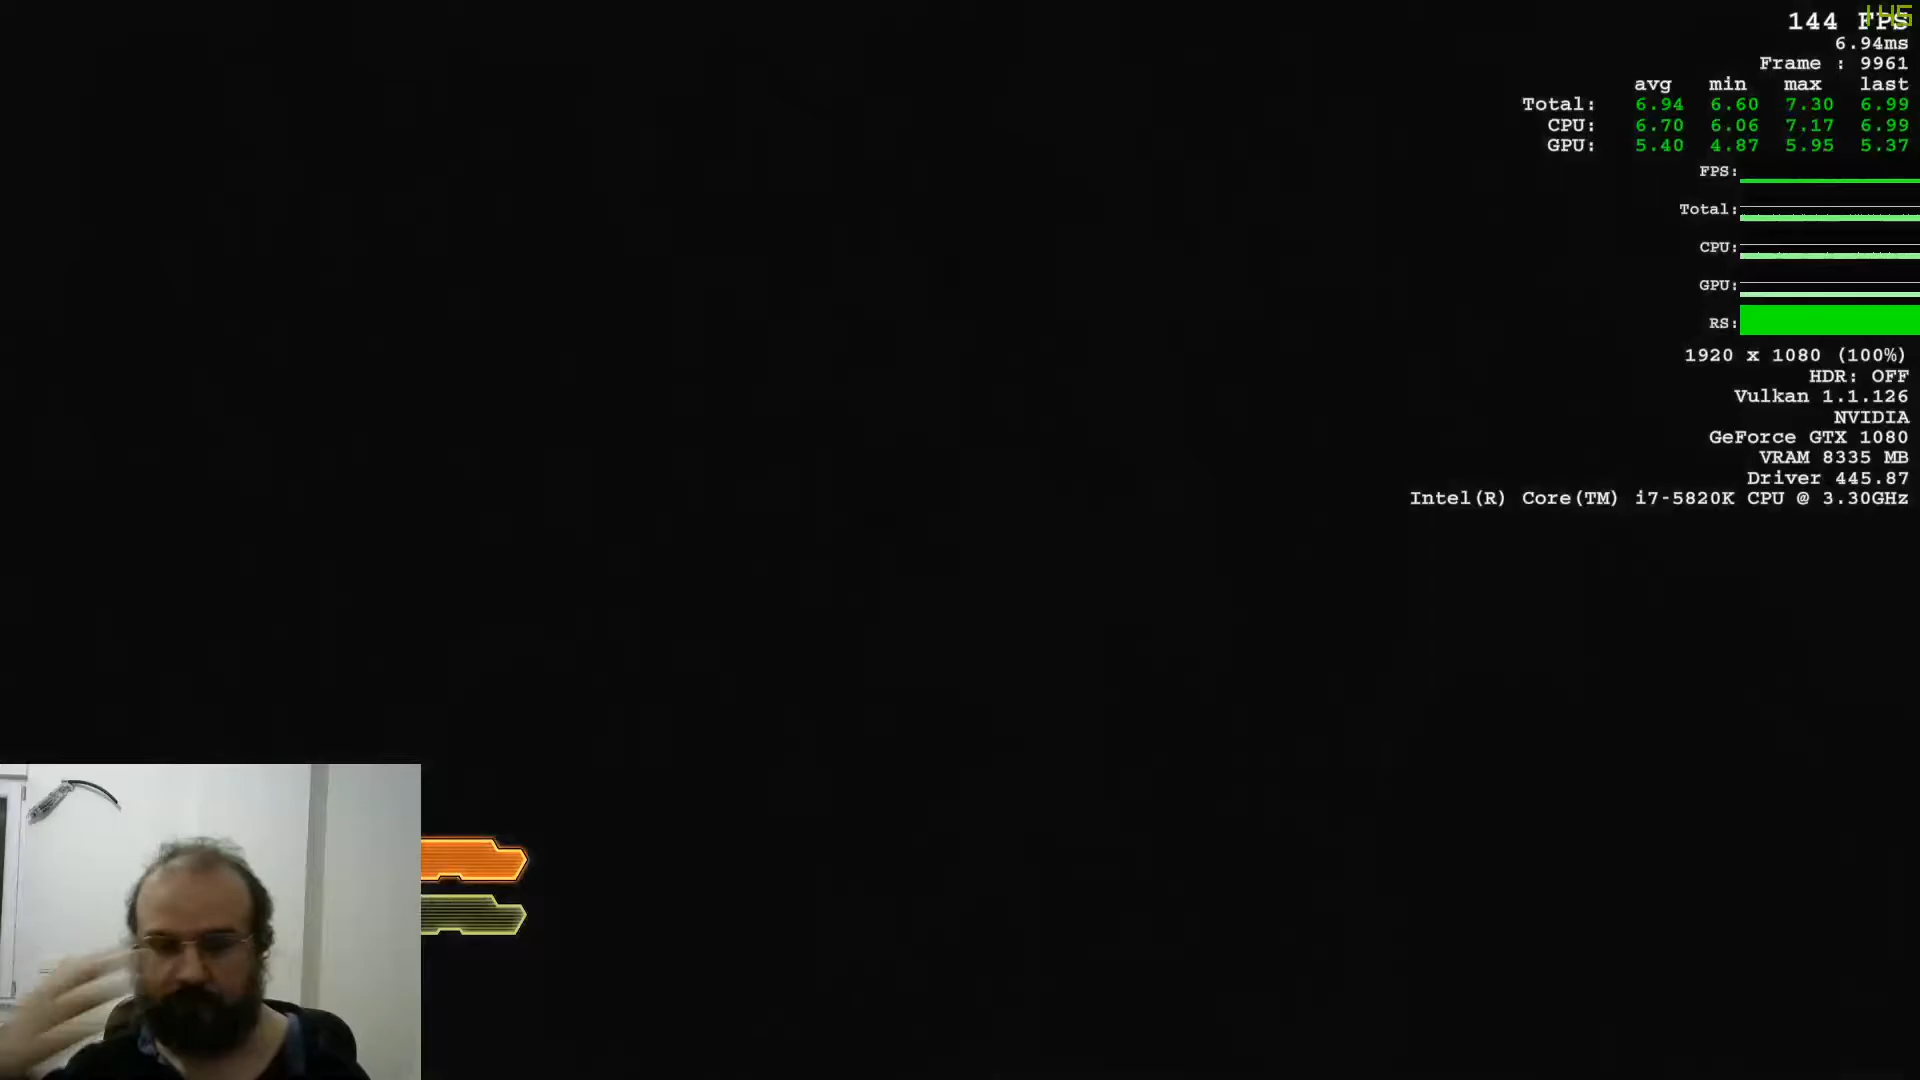 144 FPS
145
6.94ms
Frame : 9961
avg min max last
Total: 6.94 6.60 7.30 6.99
CPU: 6.70 6.06 7.17 6.99
GPU: 5.40 4.87 5.95 5.37
FPS:
Total:
CPU:
GPU:
RS:
1920 x 1080 (100%)
HDR: OFF
Vulkan 1.1.126
NVIDIA
GeForce GTX 1080
VRAM 8335 MB
Driver 445.87
Intel(R) Core(TM) i7-5820K CPU @ 3.30GHz